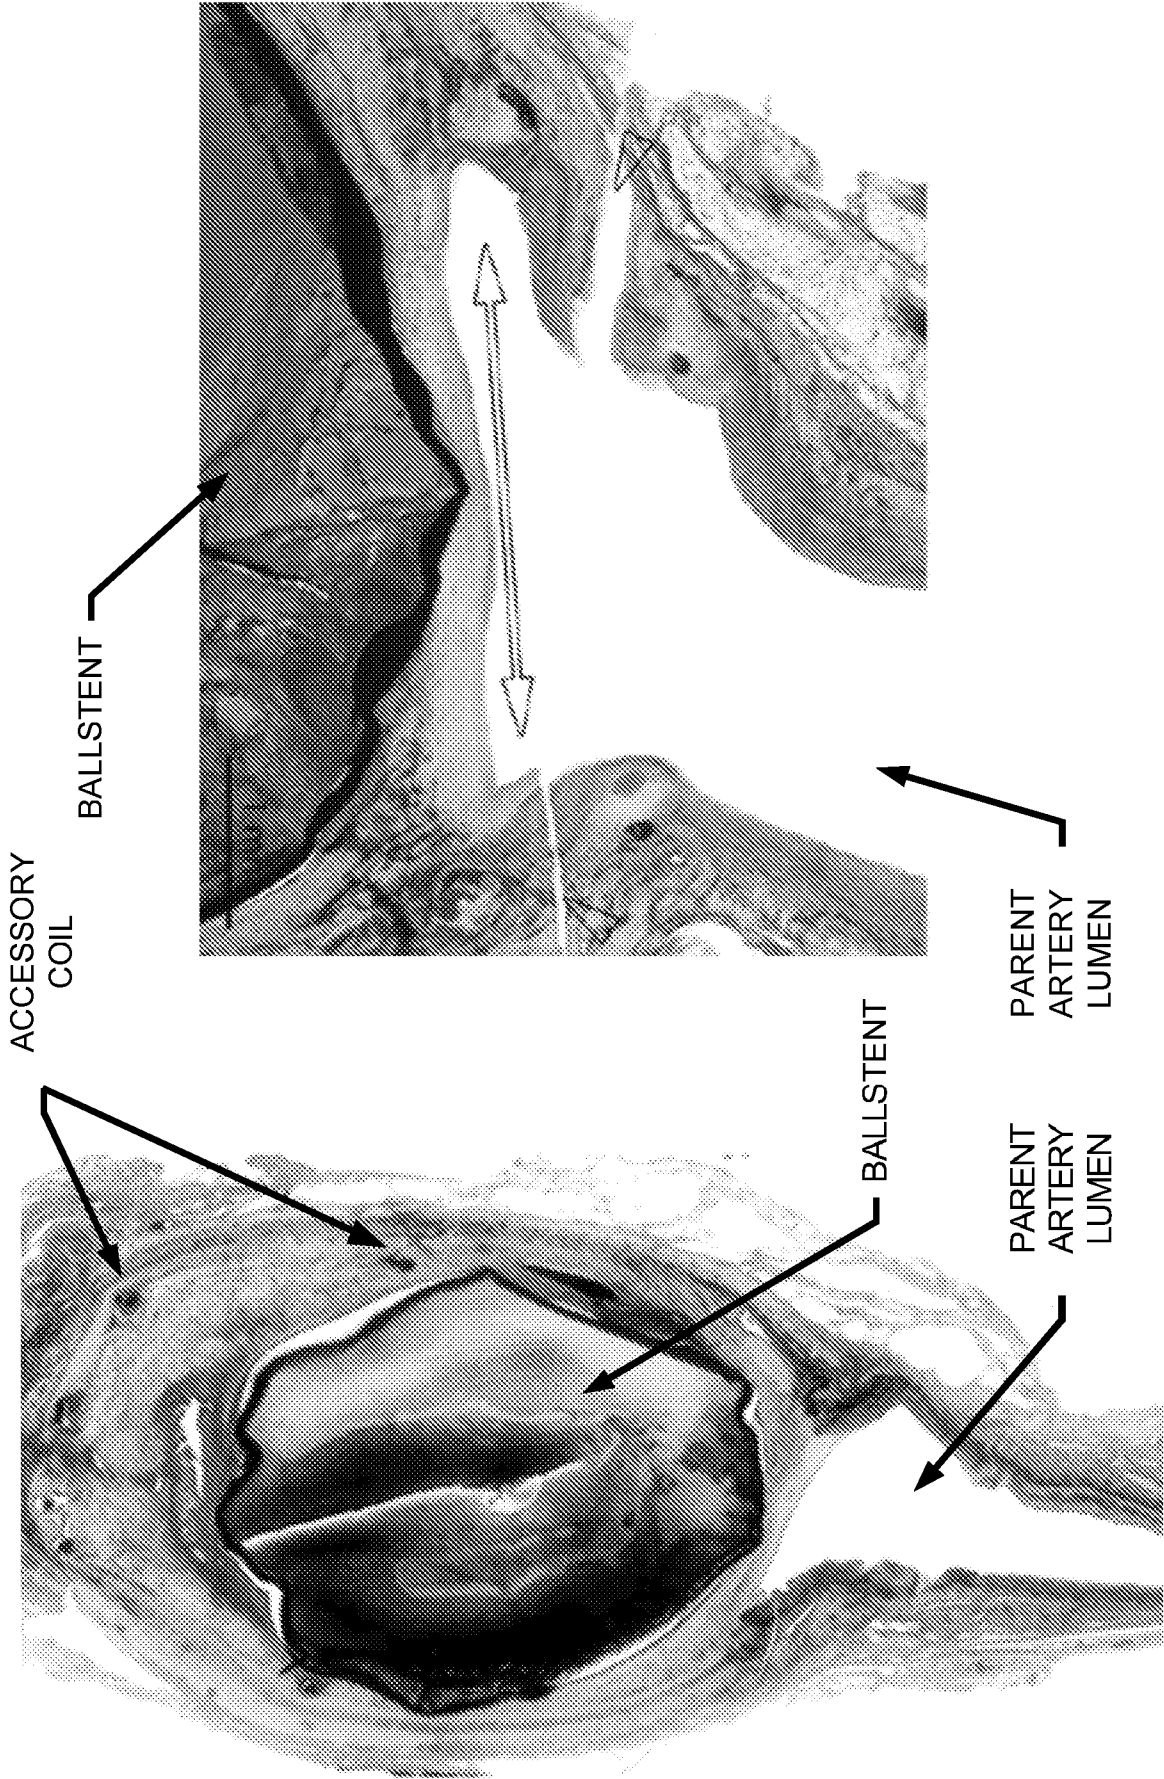 ACCESSORY
COIL
BALLSTENT
BALLSTENT
PARENT
ARTERY
LUMEN
PARENT
ARTERY
LUMEN